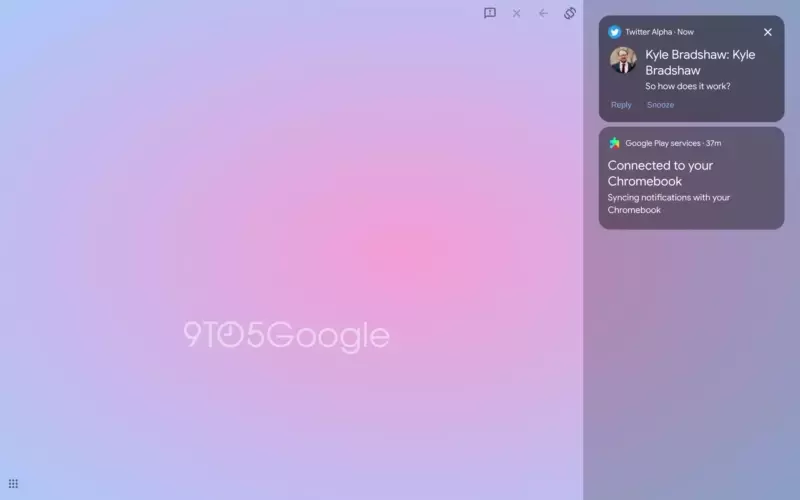 Twitter Alpha · Now
Kyle Bradshaw: Kyle
Bradshaw
So how does it work?
Reply Snooze
Google Play services · 37m
Connected to your
Chromebook
Syncing notifications with your
Chromebook
9TO5Google